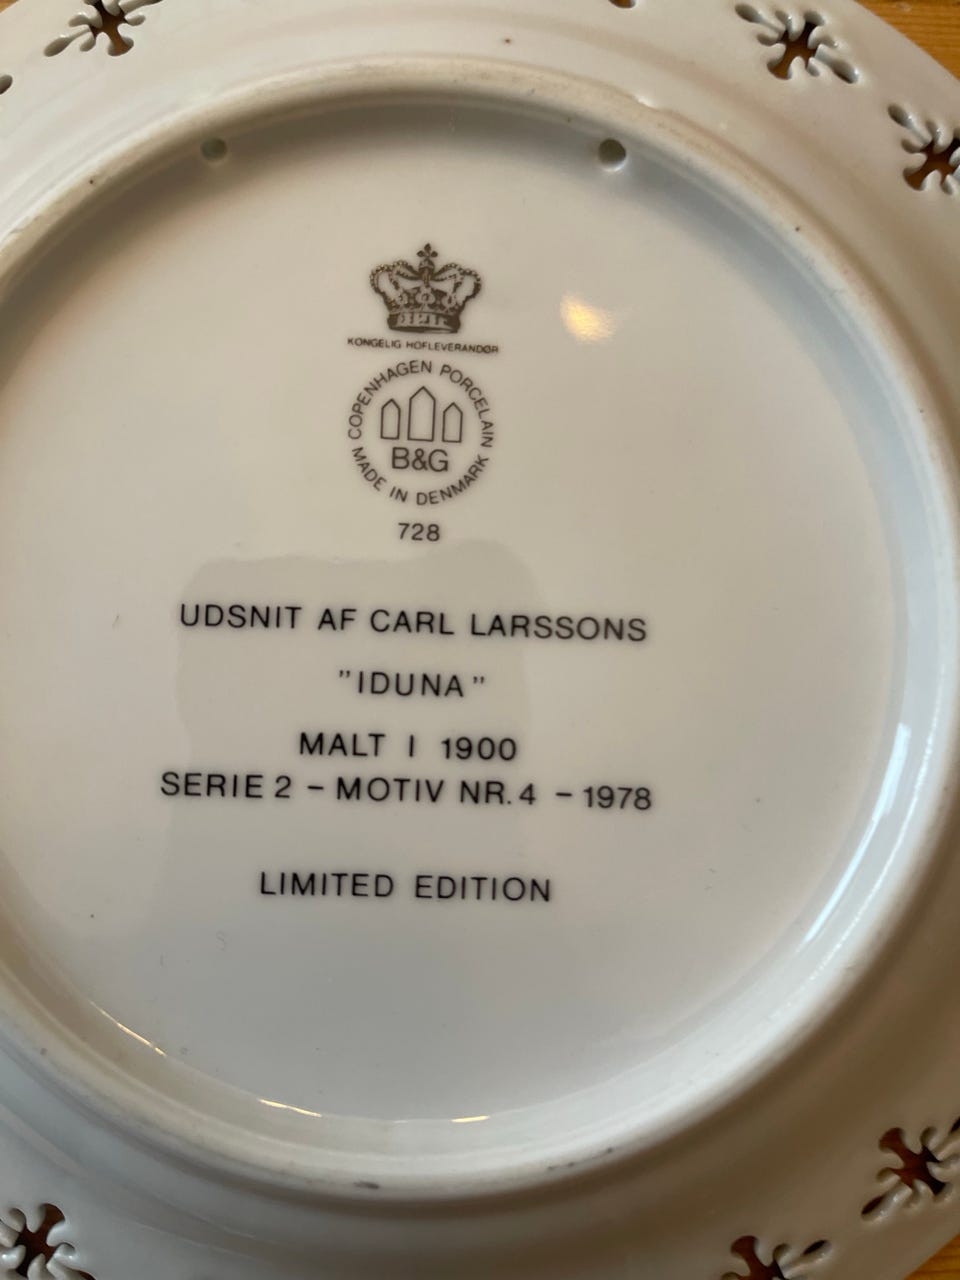 KONGELIG HOFLEVERANDØR
COPENHAGEN PORCELAIN
B&G
MADE IN DENMARK
728
UDSNIT AF CARL LARSSONS
"IDUNA"
MALT I 1900
SERIE 2 - MOTIV NR. 4 - 1978
LIMITED EDITION